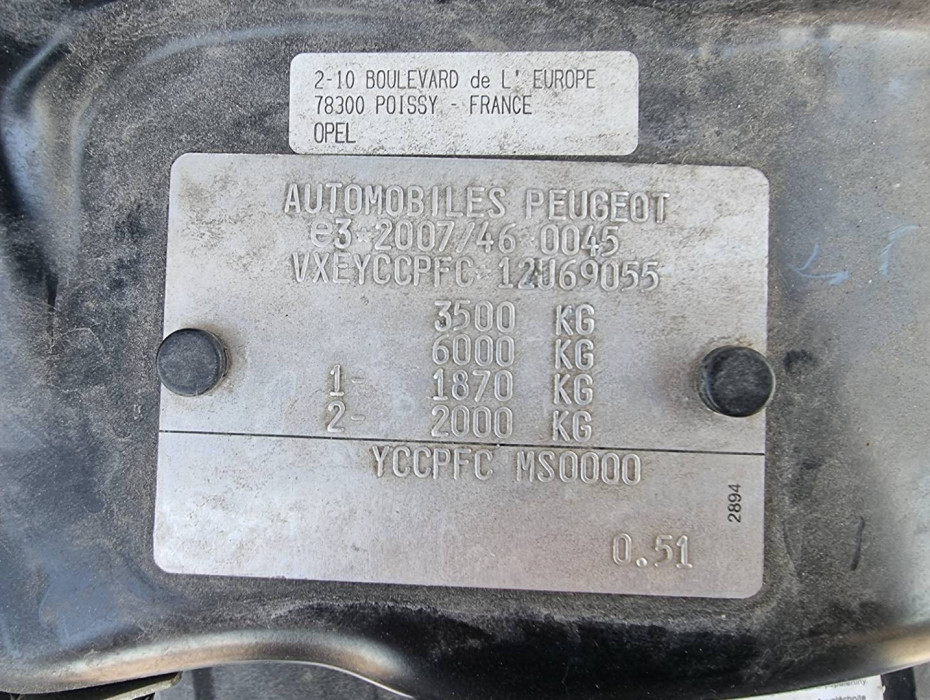 2-10 BOULEVARD de L' EUROPE
78300 POISSY - FRANCE
OPEL
AUTOMOBILES PEUGEOT
e3*2007/46*0045
VXEYCCPFC 12U69055
3500 KG
6000 KG
1- 1870 KG
2- 2000 KG
YCCPFC MS0000
2894
0.51